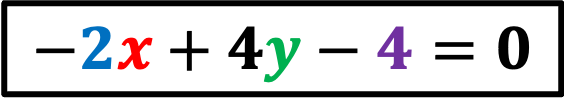 −2x + 4y − 4 = 0